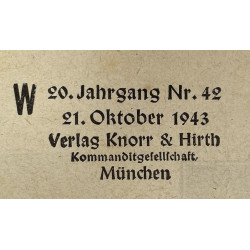 W 20. Jahrgang Nr. 42
21. Oktober 1943
Verlag Knorr & Hirth
Kommanditgesellschaft,
München